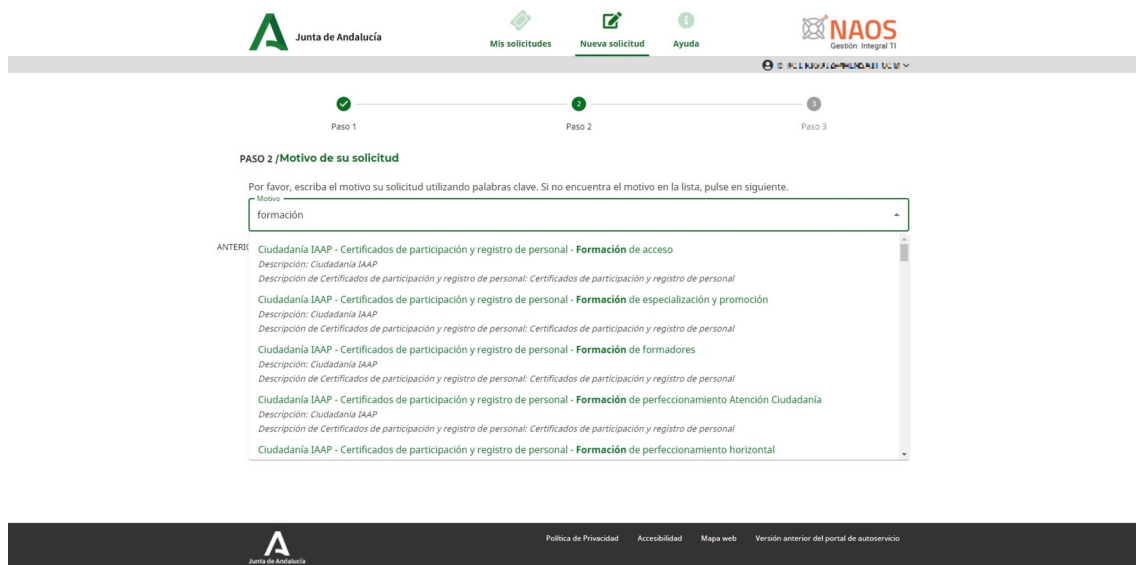 Junta de Andalucía
Mis solicitudes
Nueva solicitud
Ayuda
NAOS
Gestión Integral TI
2
3
Paso 1
Paso 2
Paso 3
PASO 2 /Motivo de su solicitud
Por favor, escriba el motivo su solicitud utilizando palabras clave. Si no encuentra el motivo en la lista, pulse en siguiente.
Motivo
formación
ANTERIO
Ciudadanía IAAP - Certificados de participación y registro de personal - Formación de acceso
Descripción: Ciudadanía IAAP
Descripción de Certificados de participación y registro de personal: Certificados de participación y registro de personal
Ciudadanía IAAP - Certificados de participación y registro de personal - Formación de especialización y promoción
Descripción: Ciudadanía IAAP
Descripción de Certificados de participación y registro de personal: Certificados de participación y registro de personal
Ciudadanía IAAP - Certificados de participación y registro de personal - Formación de formadores
Descripción: Ciudadanía IAAP
Descripción de Certificados de participación y registro de personal: Certificados de participación y registro de personal
Ciudadanía IAAP - Certificados de participación y registro de personal - Formación de perfeccionamiento Atención Ciudadanía
Descripción: Ciudadanía IAAP
Descripción de Certificados de participación y registro de personal: Certificados de participación y registro de personal
Ciudadanía IAAP - Certificados de participación y registro de personal - Formación de perfeccionamiento horizontal
Política de Privacidad
Accesibilidad
Mapa web
Versión anterior del portal de autoservicio
Junta de Andalucía